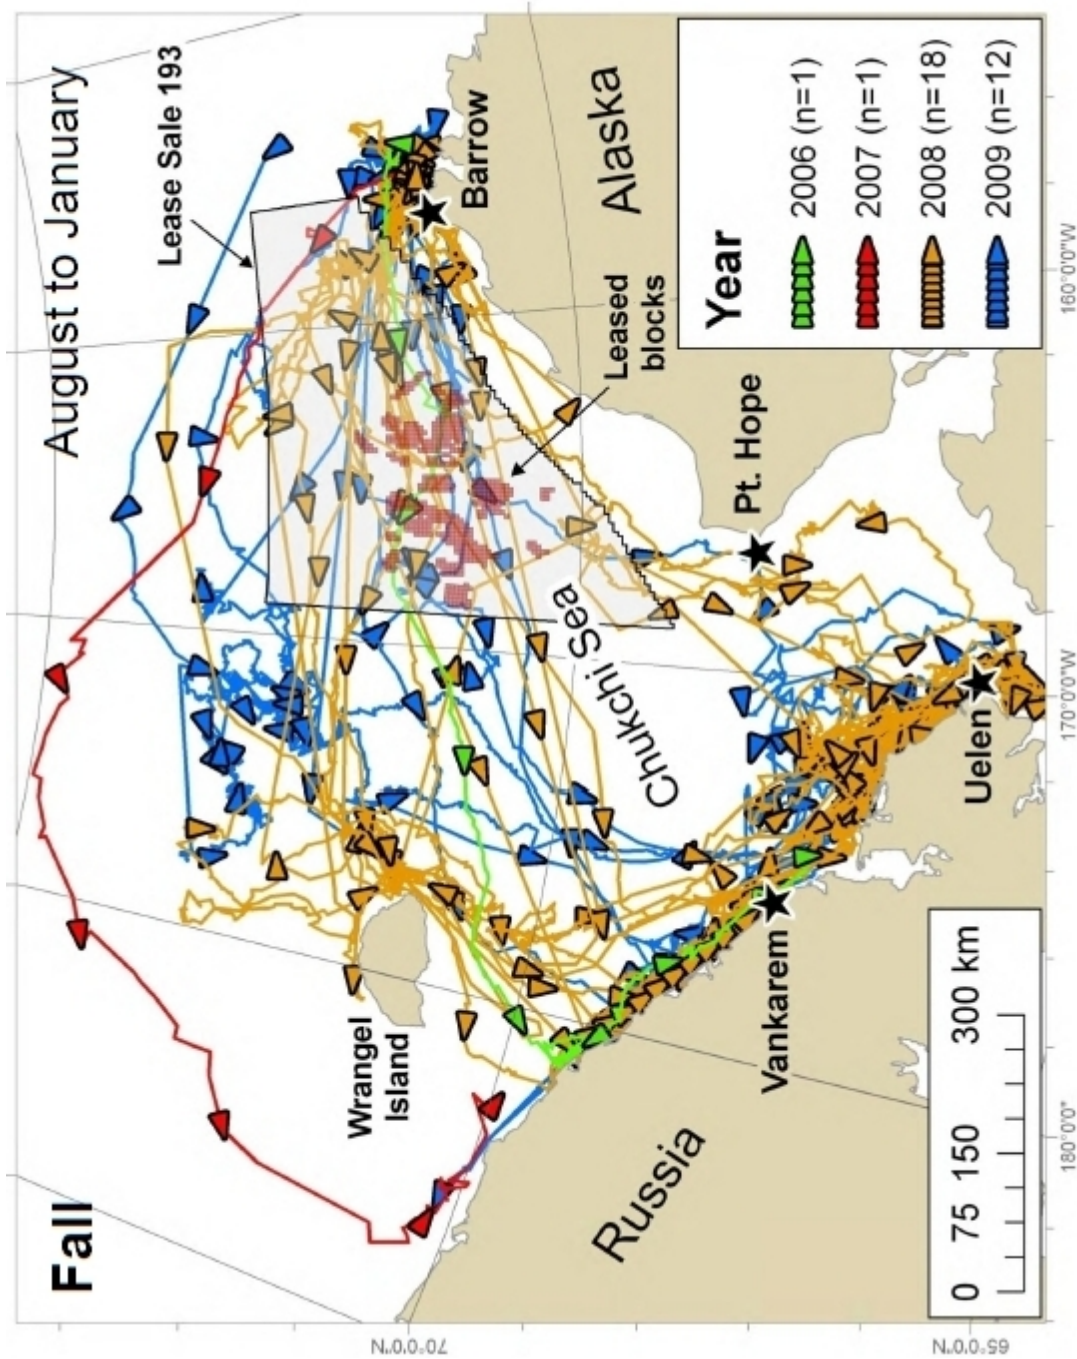 Fall
August to January
Lease Sale 193
Barrow
Alaska
Leased
blocks
Pt. Hope
Chukchi Sea
Wrangel
Island
Russia
Vankarem
Uelen
Year
2006 (n=1)
2007 (n=1)
2008 (n=18)
2009 (n=12)
0 75 150 300 km
70°0'0"N
65°0'0"N
180°0'0"
170°0'0"W
160°0'0"W